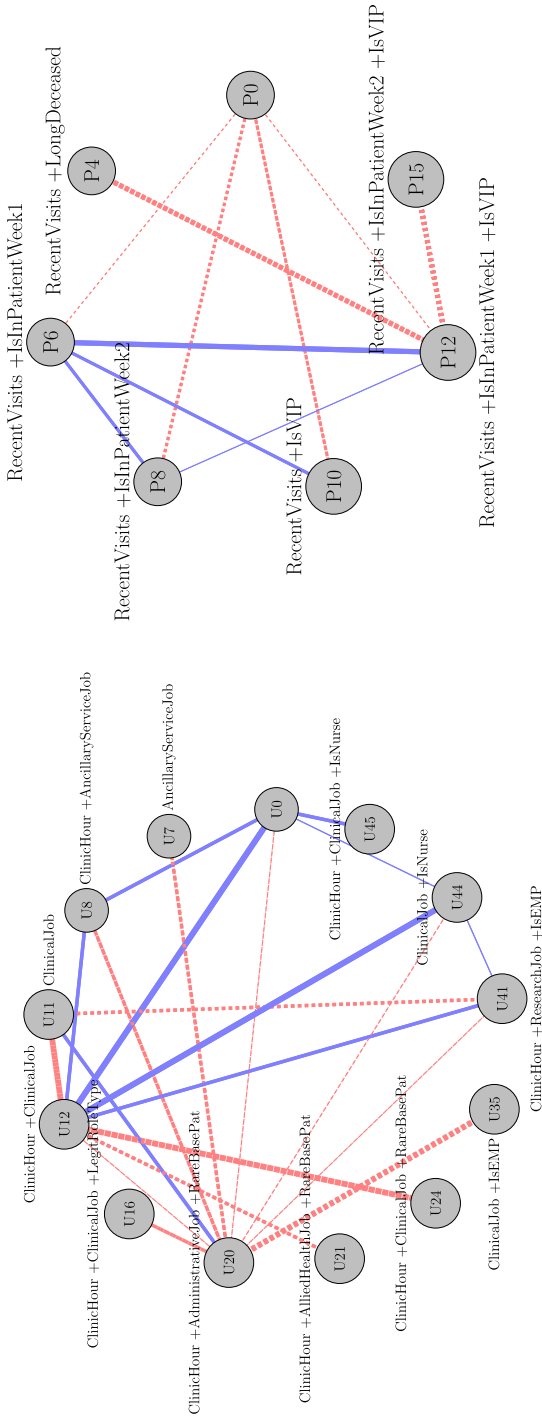 U0
U7
AncillaryServiceJob
U8
ClinicHour +AncillaryServiceJob
U11
ClinicalJob
U12
ClinicHour +ClinicalJob
U16
ClinicHour +ClinicalJob +LegitRoleType
U20
ClinicHour +AdministrativeJob +RareBasePat
U21
ClinicHour +AlliedHealthJob +RareBasePat
U24
ClinicHour +ClinicalJob +RareBasePat
U35
ClinicalJob +IsEMP
U41
ClinicHour +ResearchJob +IsEMP
U44
ClinicalJob +IsNurse
U45
ClinicHour +ClinicalJob +IsNurse
P0
P4
RecentVisits +LongDeceased
P6
RecentVisits +IsInPatientWeek1
P8
RecentVisits +IsInPatientWeek2
P10
RecentVisits +IsVIP
P12
RecentVisits +IsInPatientWeek1 +IsVIP
P15
RecentVisits +IsInPatientWeek2 +IsVIP